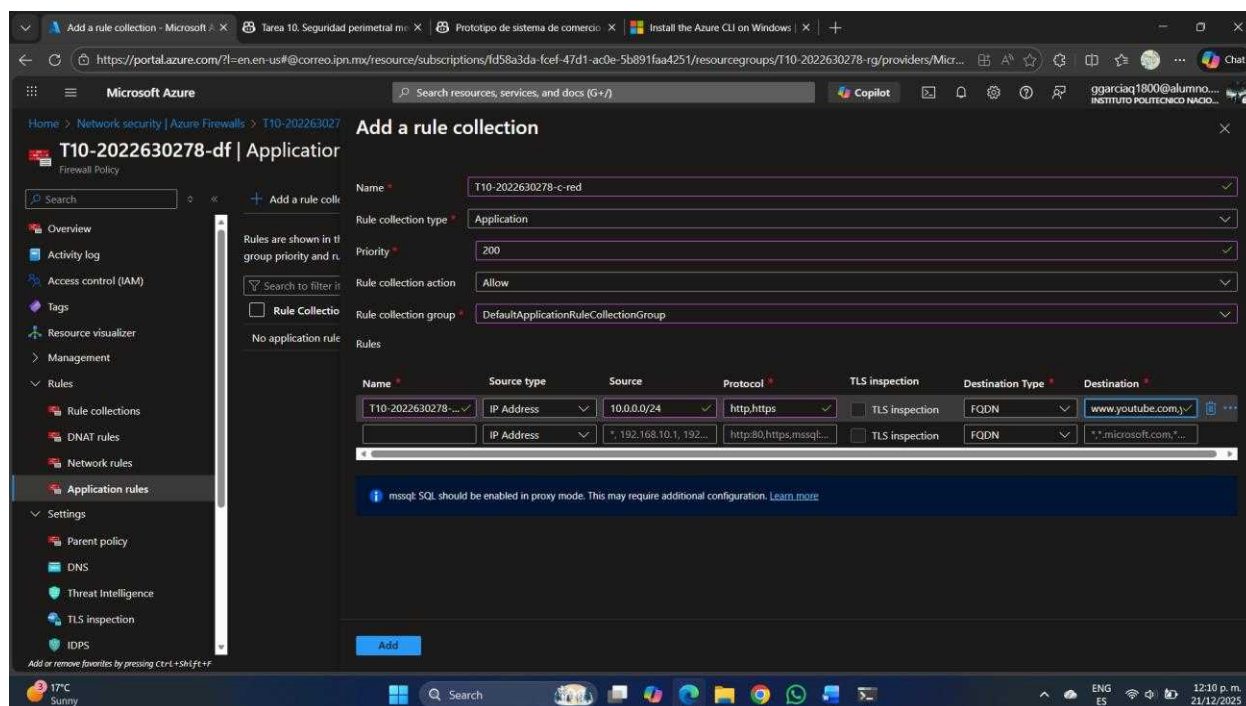 Add a rule collection - Microsoft A
Tarea 10. Seguridad perimetral me
Prototipo de sistema de comercio
Install the Azure CLI on Windows |
https://portal.azure.com/?l=en.en-us#@correo.ipn.mx/resource/subscriptions/fd58a3da-fcef-47d1-ac0e-5b891faa4251/resourcegroups/T10-2022630278-rg/providers/Micr...
Chat
Microsoft Azure
Search resources, services, and docs (G+/)
Copilot
ggarciaq1800@alumno....
INSTITUTO POLITECNICO NACIO...
Home > Network security | Azure Firewalls > T10-202263027
T10-2022630278-df | Application
Firewall Policy
Search
Overview
Activity log
Access control (IAM)
Tags
Resource visualizer
Management
Rules
Rule collections
DNAT rules
Network rules
Application rules
Settings
Parent policy
DNS
Threat Intelligence
TLS inspection
IDPS
Add or remove favorites by pressing Ctrl+Shift+F
+ Add a rule colle
Rules are shown in th
group priority and ru
Search to filter it
Rule Collectio
No application rule
Add a rule collection
Name *
T10-2022630278-c-red
Rule collection type *
Application
Priority *
200
Rule collection action
Allow
Rule collection group *
DefaultApplicationRuleCollectionGroup
Rules
Name * Source type Source Protocol * TLS inspection Destination Type * Destination *
T10-2022630278-... IP Address 10.0.0.0/24 http,https TLS inspection FQDN www.youtube.com,y
IP Address *, 192.168.10.1, 192... http:80,https,mssql:... TLS inspection FQDN *,*.microsoft.com,*...
mssql: SQL should be enabled in proxy mode. This may require additional configuration. Learn more
Add
3
17°C
Sunny
Search
ENG
ES
12:10 p. m.
21/12/2025